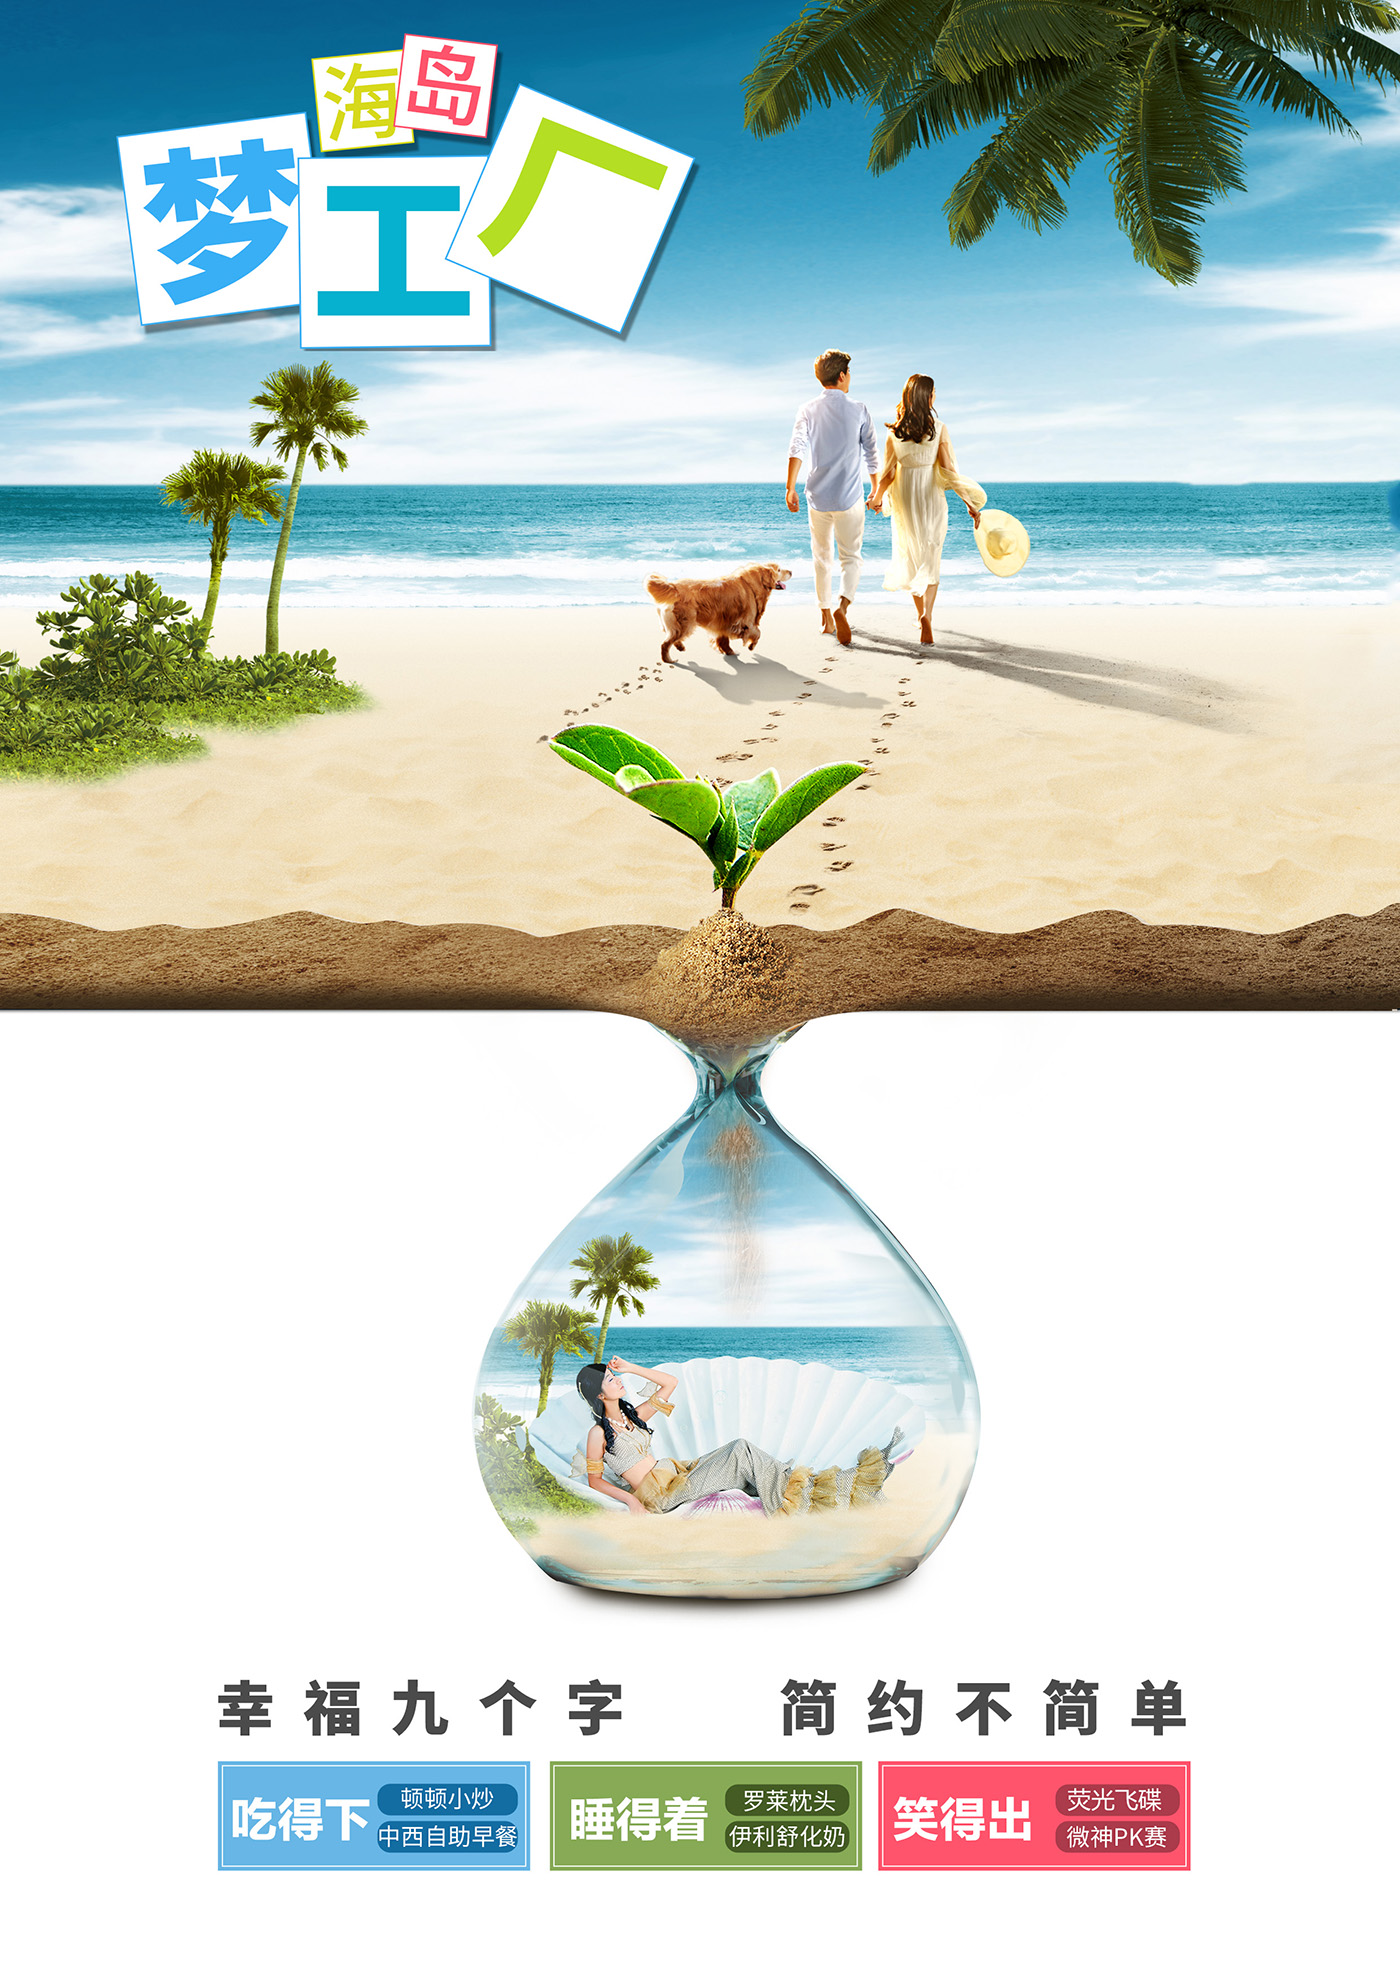 海岛
梦工厂
幸福九个字 简约不简单
吃得下
顿顿小炒
中西自助早餐
睡得着
罗莱枕头
伊利舒化奶
笑得出
荧光飞碟
微神PK赛